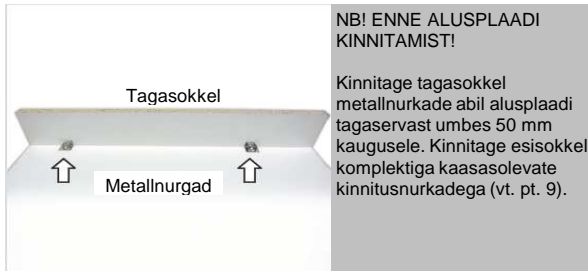 Tagasokkel
Metallnurgad
NB! ENNE ALUSPLAADI
KINNITAMIST!
Kinnitage tagasokkel
metallnurkade abil alusplaadi
tagaservast umbes 50 mm
kaugusele. Kinnitage esisokkel
komplektiga kaasasolevate
kinnitusnurkadega (vt. pt. 9).